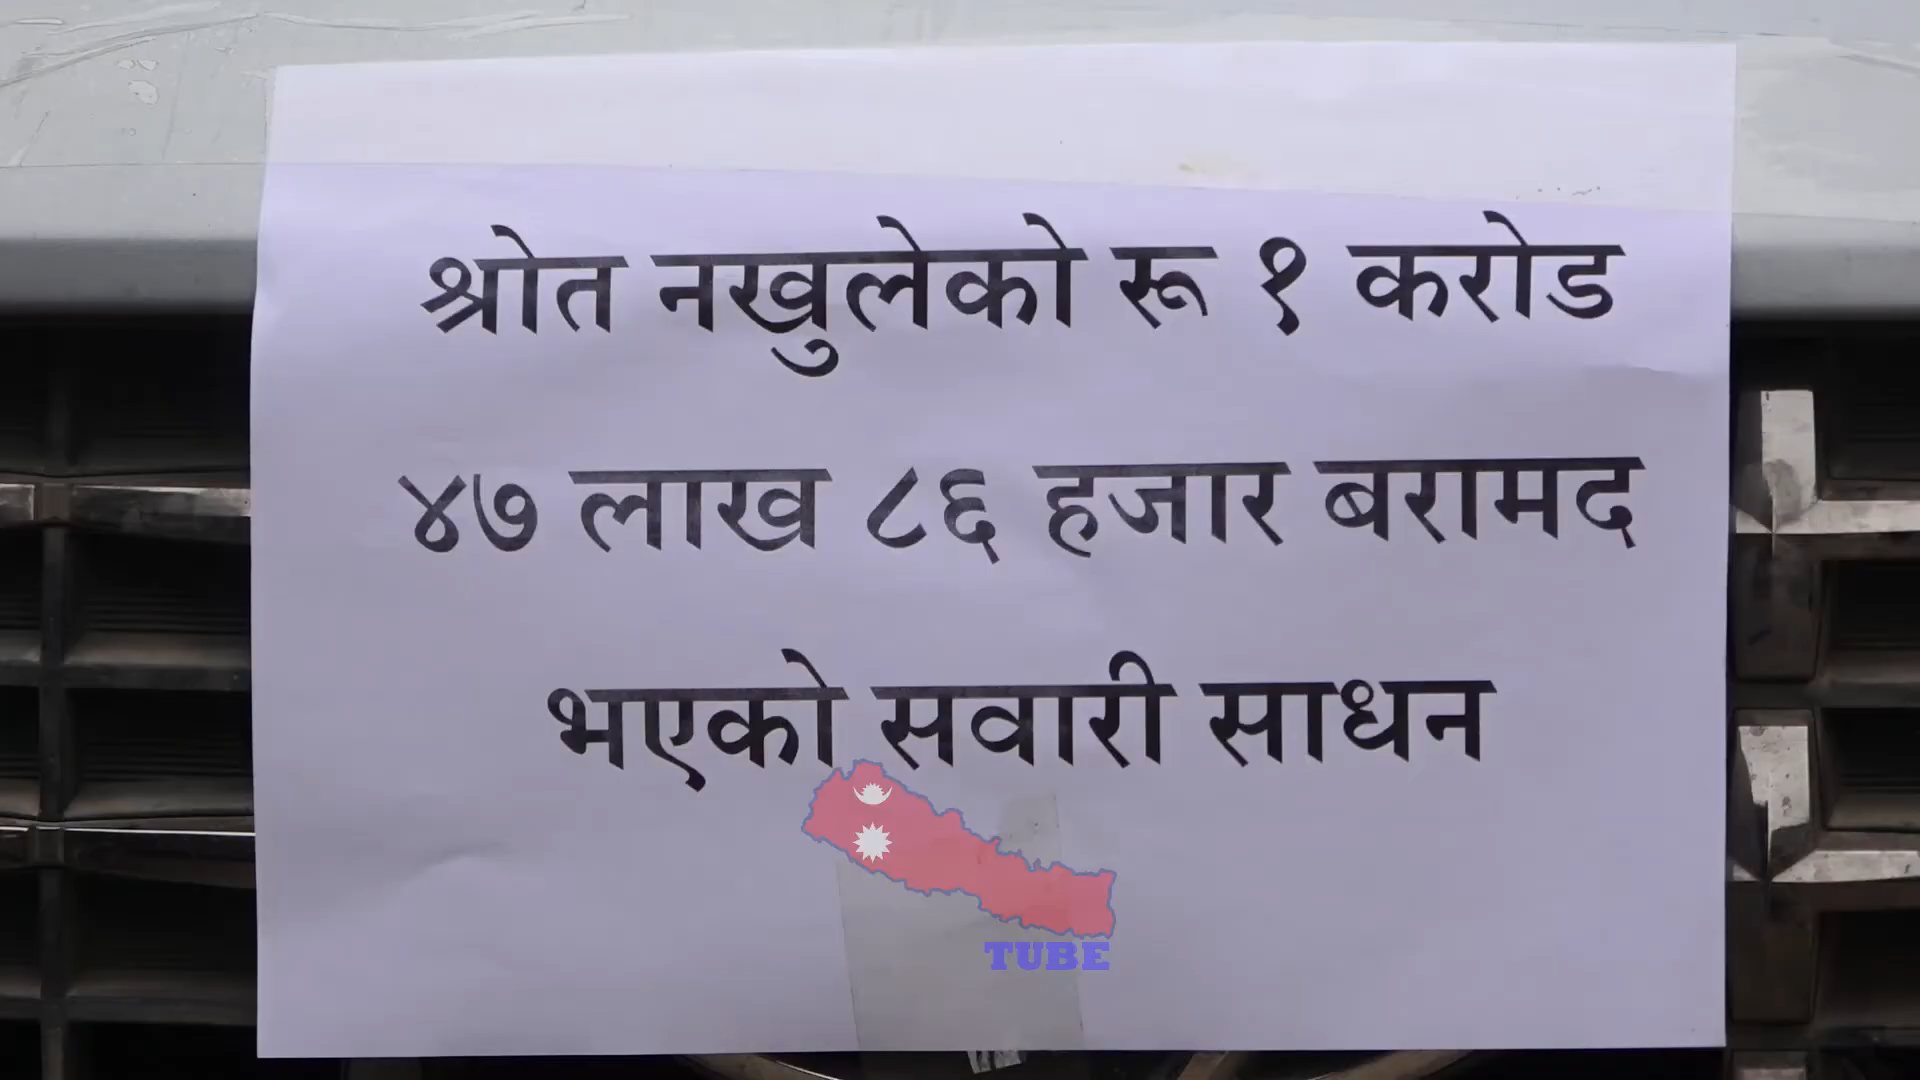 श्रोत नखुलेको रू १ करोड
४७ लाख ८६ हजार बरामद
भएको सवारी साधन
TUBE